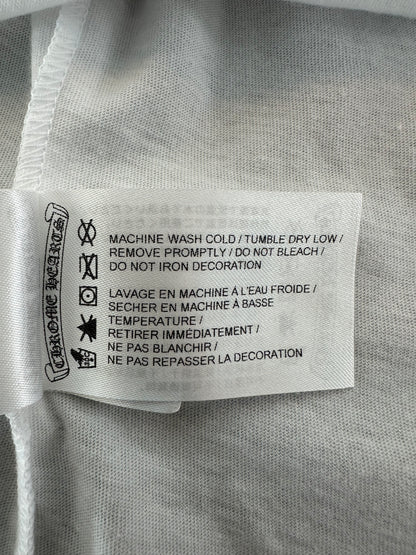 CHROME HEARTS
MACHINE WASH COLD / TUMBLE DRY LOW /
REMOVE PROMPTLY / DO NOT BLEACH /
DO NOT IRON DECORATION
LAVAGE EN MACHINE À L'EAU FROIDE /
SECHER EN MACHINE À BASSE
TEMPERATURE /
RETIRER IMMÉDIATEMENT /
NE PAS BLANCHIR /
NE PAS REPASSER LA DECORATION